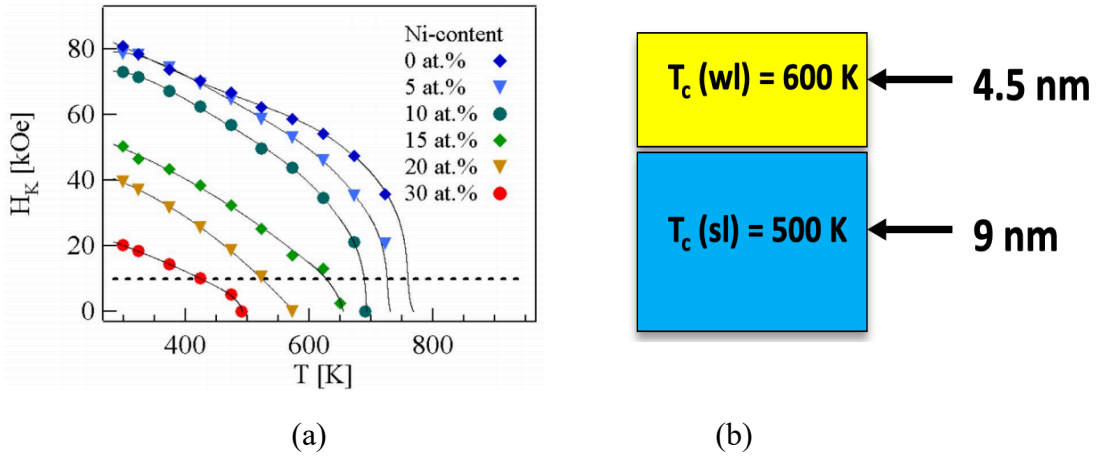 Ni-content
0 at.%
5 at.%
10 at.%
15 at.%
20 at.%
30 at.%
80
60
40
20
0
H_K [kOe]
400 600 800
T [K]
(a)
T_c (wl) = 600 K
4.5 nm
T_c (sl) = 500 K
9 nm
(b)